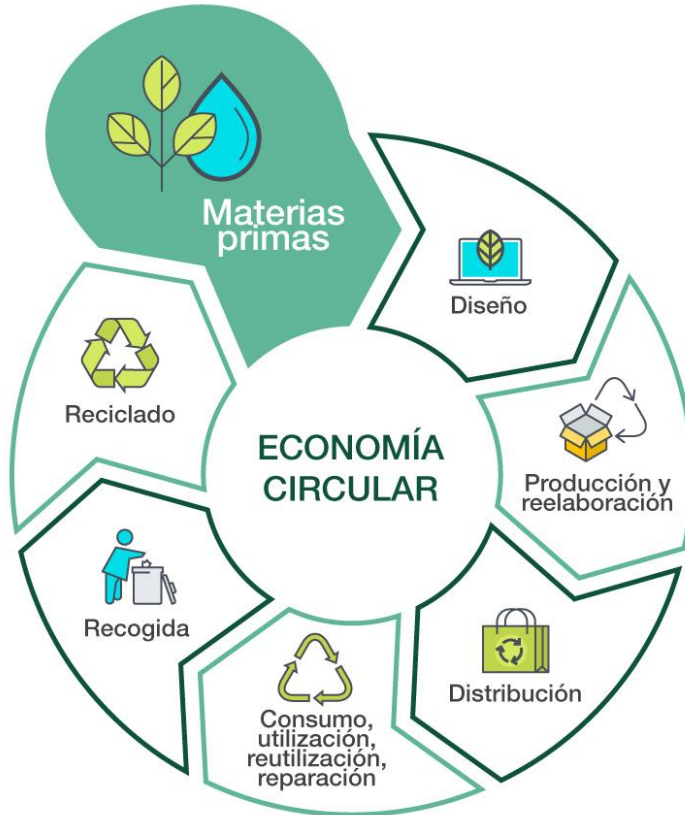 Materias
primas
Diseño
Producción y
reelaboración
Distribución
Consumo,
utilización,
reutilización,
reparación
Recogida
Reciclado
ECONOMÍA
CIRCULAR